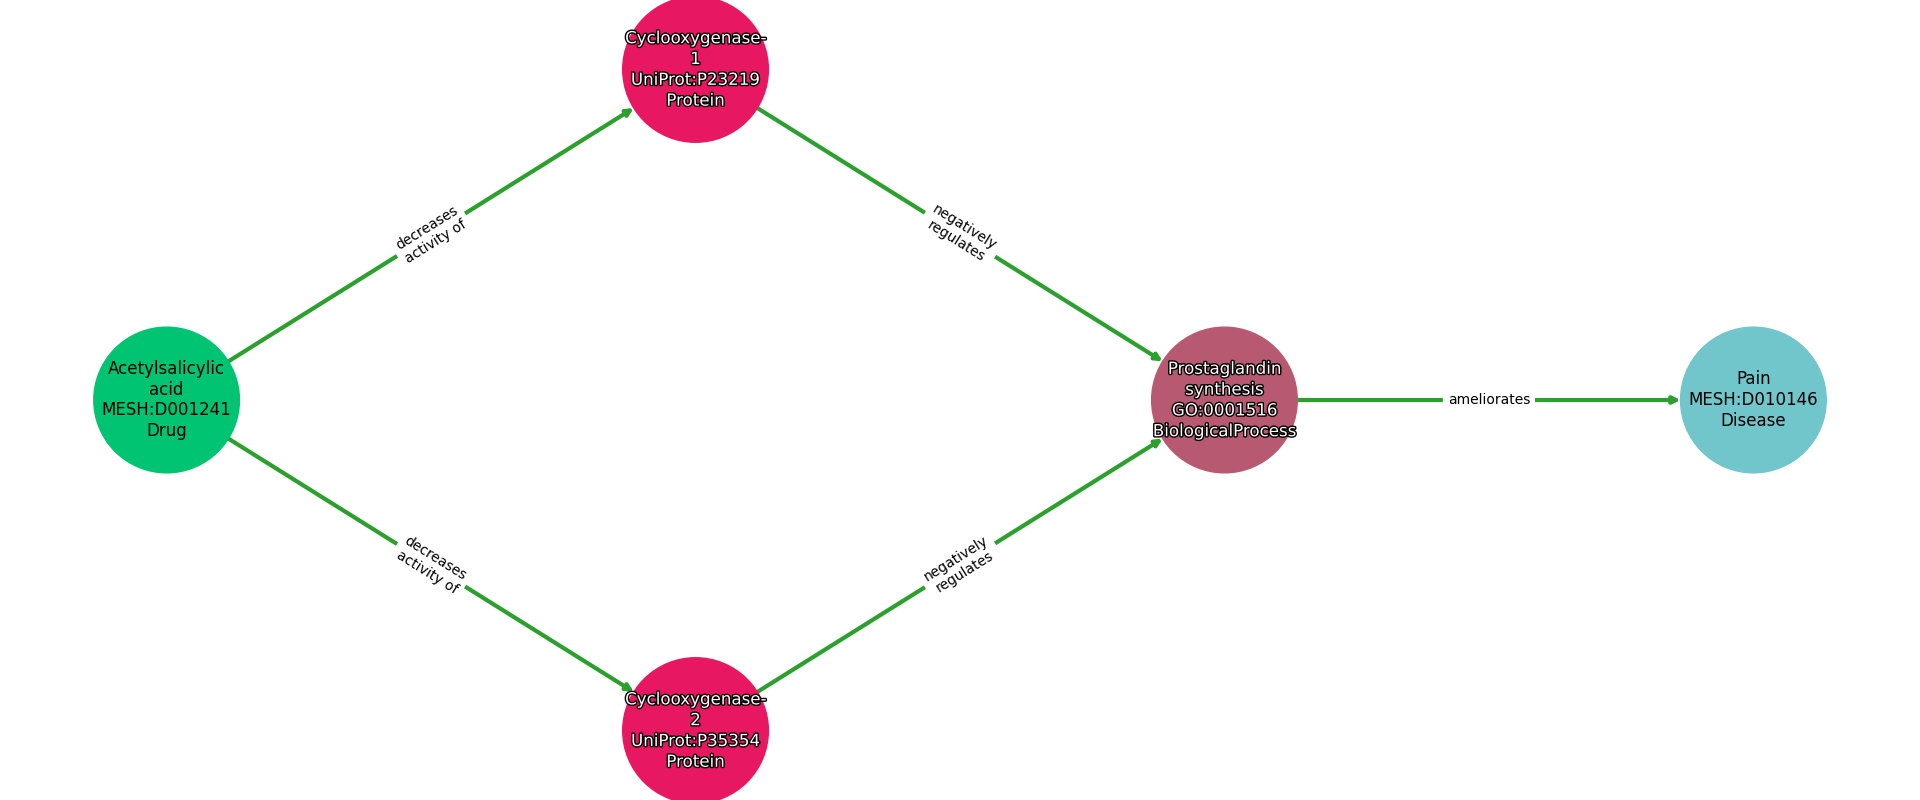 Cyclooxygenase-
1
UniProt:P23219
Protein
decreases
activity of
negatively
regulates
Acetylsalicylic
acid
MESH:D001241
Drug
Prostaglandin
synthesis
GO:0001516
BiologicalProcess
ameliorates
Pain
MESH:D010146
Disease
decreases
activity of
negatively
regulates
Cyclooxygenase-
2
UniProt:P35354
Protein